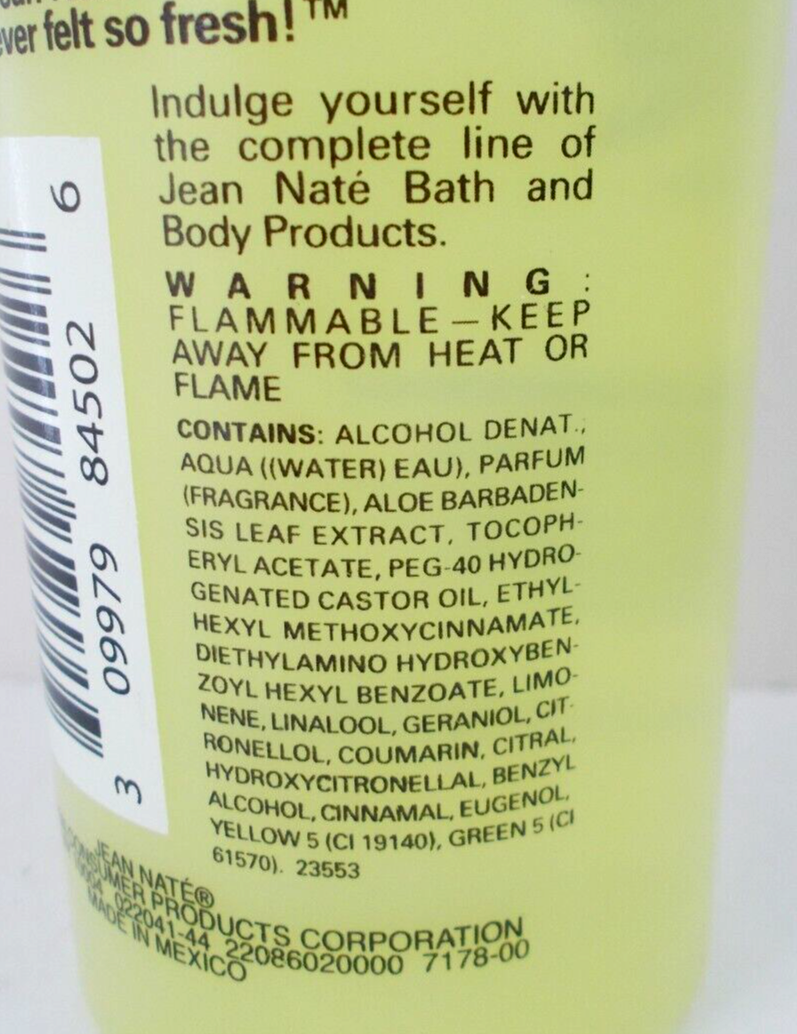 ever felt so fresh!™
Indulge yourself with
the complete line of
Jean Naté Bath and
Body Products.
WARNING:
FLAMMABLE—KEEP
AWAY FROM HEAT OR
FLAME
CONTAINS: ALCOHOL DENAT.,
AQUA ((WATER) EAU), PARFUM
(FRAGRANCE), ALOE BARBADEN-
SIS LEAF EXTRACT, TOCOPH-
ERYL ACETATE, PEG-40 HYDRO-
GENATED CASTOR OIL, ETHYL-
HEXYL METHOXYCINNAMATE,
DIETHYLAMINO HYDROXYBEN-
ZOYL HEXYL BENZOATE, LIMO-
NENE, LINALOOL, GERANIOL, CIT-
RONELLOL, COUMARIN, CITRAL,
HYDROXYCITRONELLAL, BENZYL
ALCOHOL, CINNAMAL, EUGENOL,
YELLOW 5 (CI 19140), GREEN 5 (CI
61570). 23553
3 09979 84502 6
JEAN NATÉ®
CONSUMER PRODUCTS CORPORATION
022041-44 22086020000 7178-00
MADE IN MEXICO